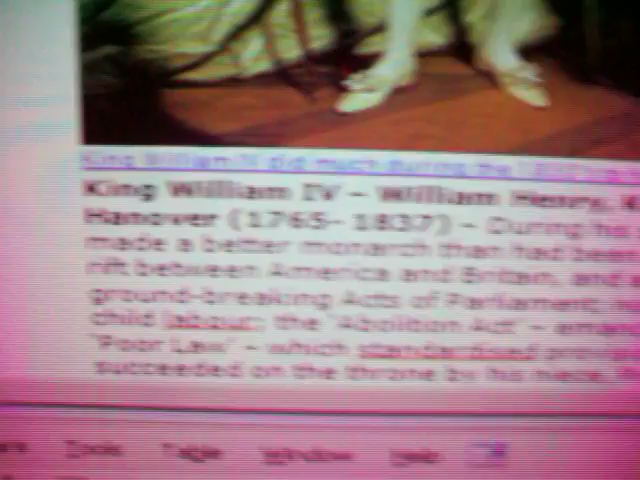 King William IV did much during the
King William IV – William Henry,
Hanover (1765-1837) – During his
made a better monarch than had been
rift between America and Britain, and
ground-breaking Acts of Parliament;
child labour; the 'Abolition Act' –
'Poor Law' – which standardised
succeeded on the throne by his niece,
Tools Table Window Help